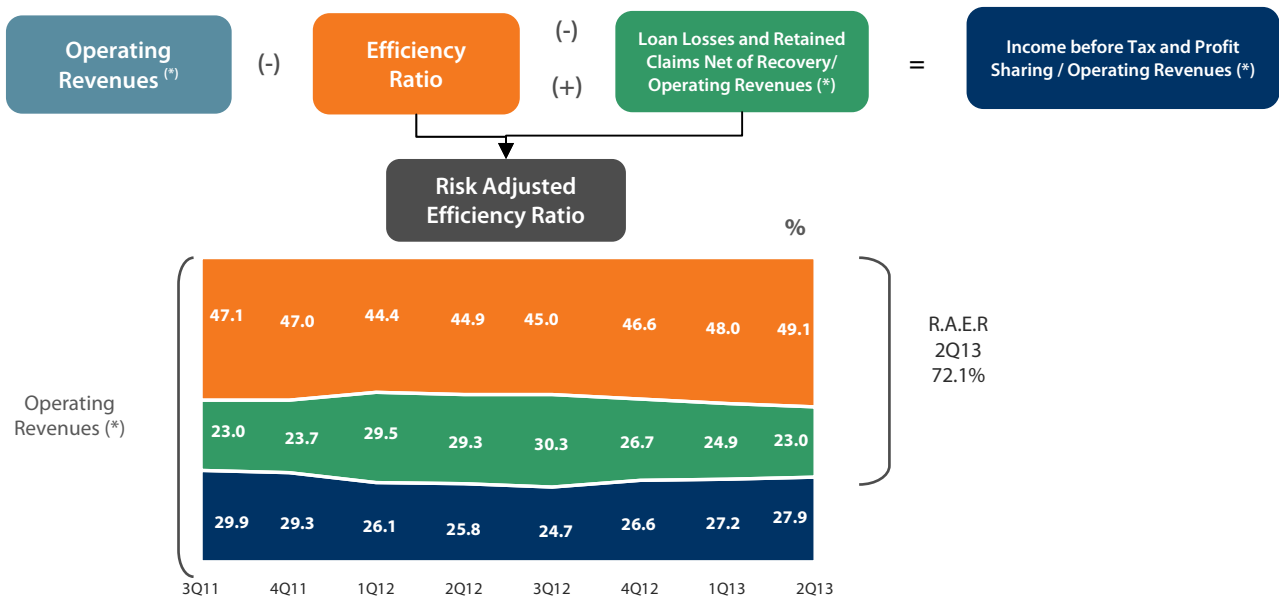 Operating
Revenues (*)
(-)
Efficiency
Ratio
(-)
(+)
Loan Losses and Retained
Claims Net of Recovery/
Operating Revenues (*)
=
Income before Tax and Profit
Sharing / Operating Revenues (*)
Risk Adjusted
Efficiency Ratio
%
47.1 47.0 44.4 44.9 45.0 46.6 48.0 49.1
R.A.E.R
2Q13
72.1%
Operating
Revenues (*)
23.0 23.7 29.5 29.3 30.3 26.7 24.9 23.0
29.9 29.3 26.1 25.8 24.7 26.6 27.2 27.9
3Q11 4Q11 1Q12 2Q12 3Q12 4Q12 1Q13 2Q13